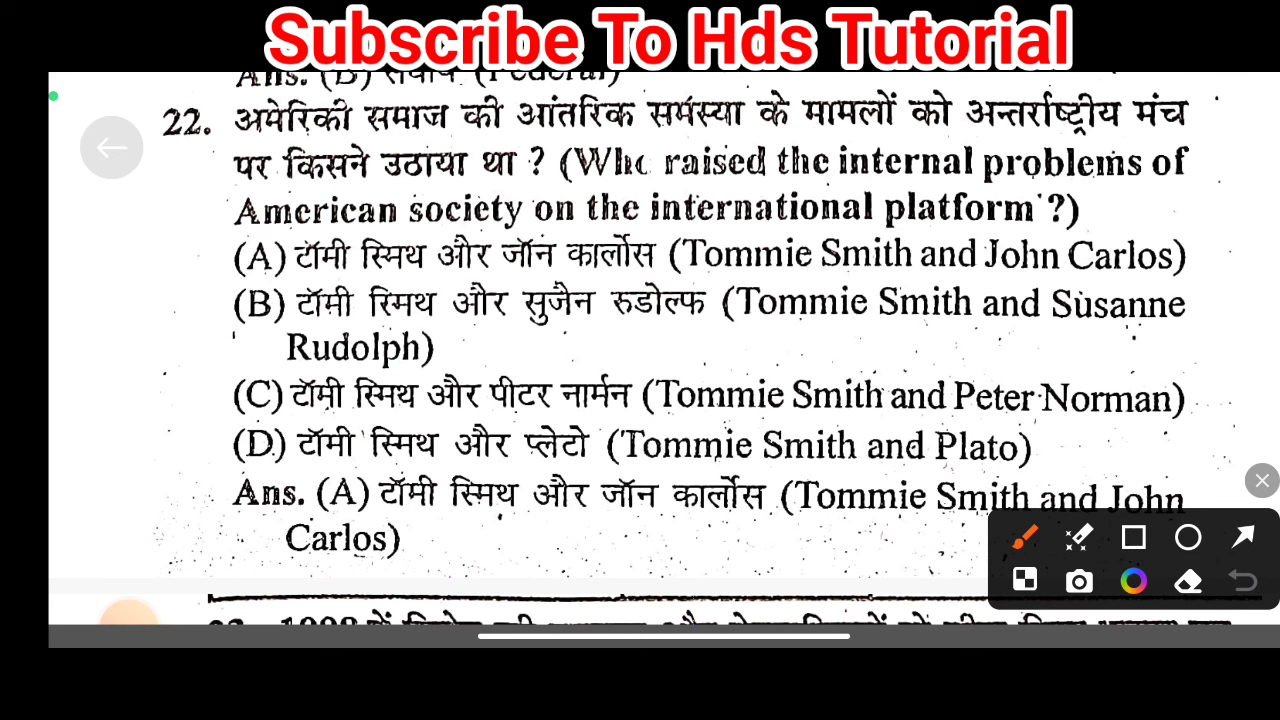 Subscribe To Hds Tutorial
Ans. (B) संघीय (Federal)
22. अमेरिकी समाज की आंतरिक समस्या के मामलों को अन्तर्राष्ट्रीय मंच
पर किसने उठाया था ? (Who raised the internal problems of
American society on the international platform ?)
(A) टॉमी स्मिथ और जॉन कार्लोस (Tommie Smith and John Carlos)
(B) टॉमी स्मिथ और सुजैन रुडोल्फ (Tommie Smith and Susanne
Rudolph)
(C) टॉमी स्मिथ और पीटर नार्मन (Tommie Smith and Peter Norman)
(D) टॉमी स्मिथ और प्लेटो (Tommie Smith and Plato)
Ans. (A) टॉमी स्मिथ और जॉन कार्लोस (Tommie Smith and John
Carlos)